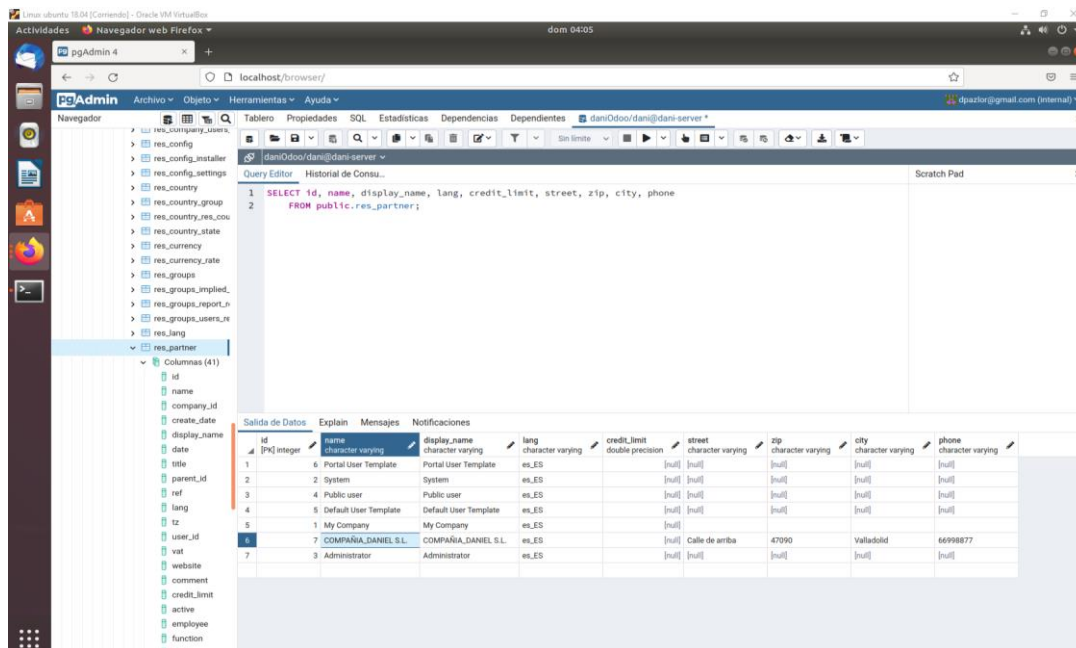 Linux ubuntu 18.04 [Corriendo] - Oracle VM VirtualBox
Actividades Navegador web Firefox dom 04:05
pgAdmin 4
localhost/browser/
pgAdmin Archivo Objeto Herramientas Ayuda dpazlor@gmail.com (internal)
Navegador Tablero Propiedades SQL Estadísticas Dependencias Dependientes daniOdoo/dani@dani-server *
Sin límite
daniOdoo/dani@dani-server
Query Editor Historial de Consu... Scratch Pad
1 SELECT id, name, display_name, lang, credit_limit, street, zip, city, phone
2 FROM public.res_partner;
res_company_users_
res_config
res_config_installer
res_config_settings
res_country
res_country_group
res_country_res_cou
res_country_state
res_currency
res_currency_rate
res_groups
res_groups_implied_
res_groups_report_re
res_groups_users_re
res_lang
res_partner
Columnas (41)
id
name
company_id
create_date
display_name
date
title
parent_id
ref
lang
tz
user_id
vat
website
comment
credit_limit
active
employee
function
Salida de Datos Explain Mensajes Notificaciones
id name display_name lang credit_limit street zip city phone
[PK] integer character varying character varying character varying double precision character varying character varying character varying character varying
1 6 Portal User Template Portal User Template es_ES [null] [null] [null] [null] [null]
2 2 System System es_ES [null] [null] [null] [null] [null]
3 4 Public user Public user es_ES [null] [null] [null] [null] [null]
4 5 Default User Template Default User Template es_ES [null] [null] [null] [null] [null]
5 1 My Company My Company es_ES [null]
6 7 COMPAÑIA_DANIEL S.L. COMPAÑIA_DANIEL S.L. es_ES [null] Calle de arriba 47090 Valladolid 66998877
7 3 Administrator Administrator es_ES [null] [null] [null] [null] [null]